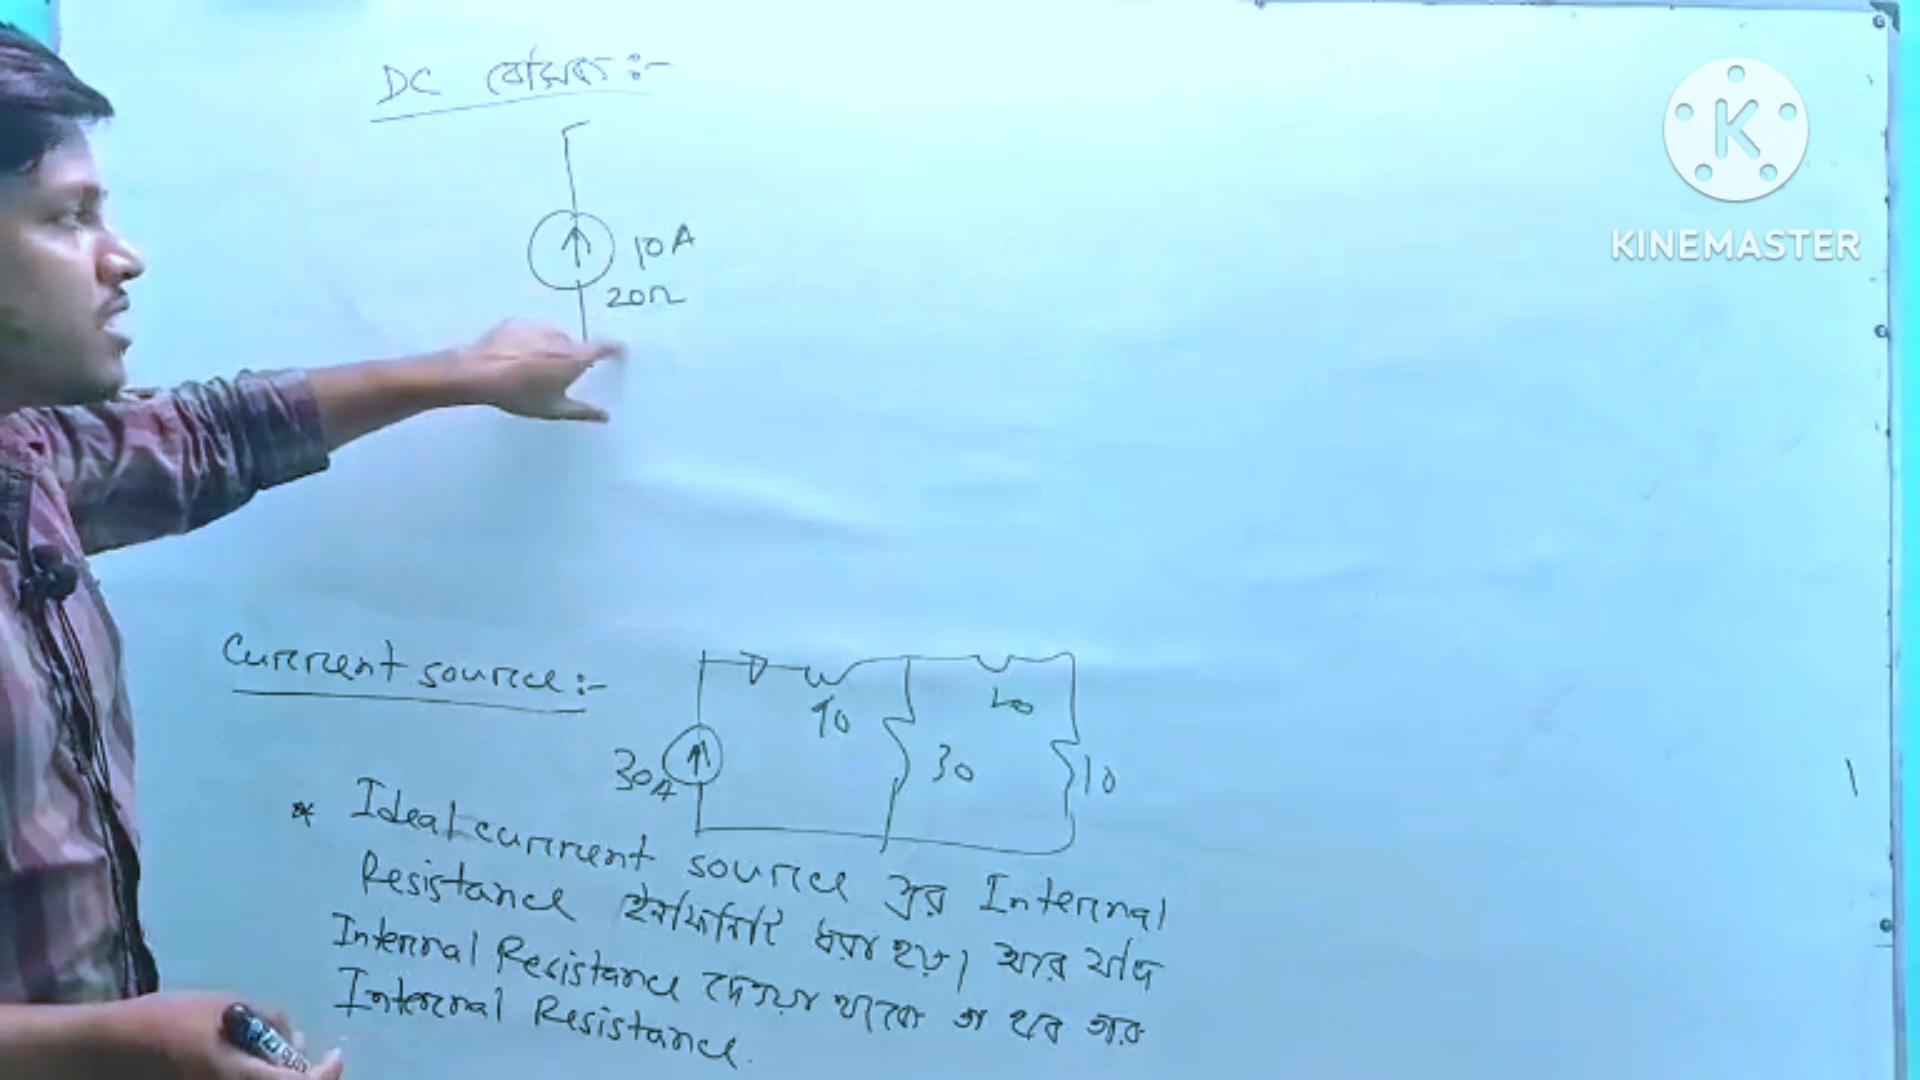 DC সোর্স :-
10A
20Ω
KINEMASTER
Current source :-
30A
10
30
10
* Ideal current source এর Internal
Resistance ইনফিনিটি ধরা হয়। আর যদি
Internal Resistance দেওয়া থাকে তা হবে তার
Internal Resistance.